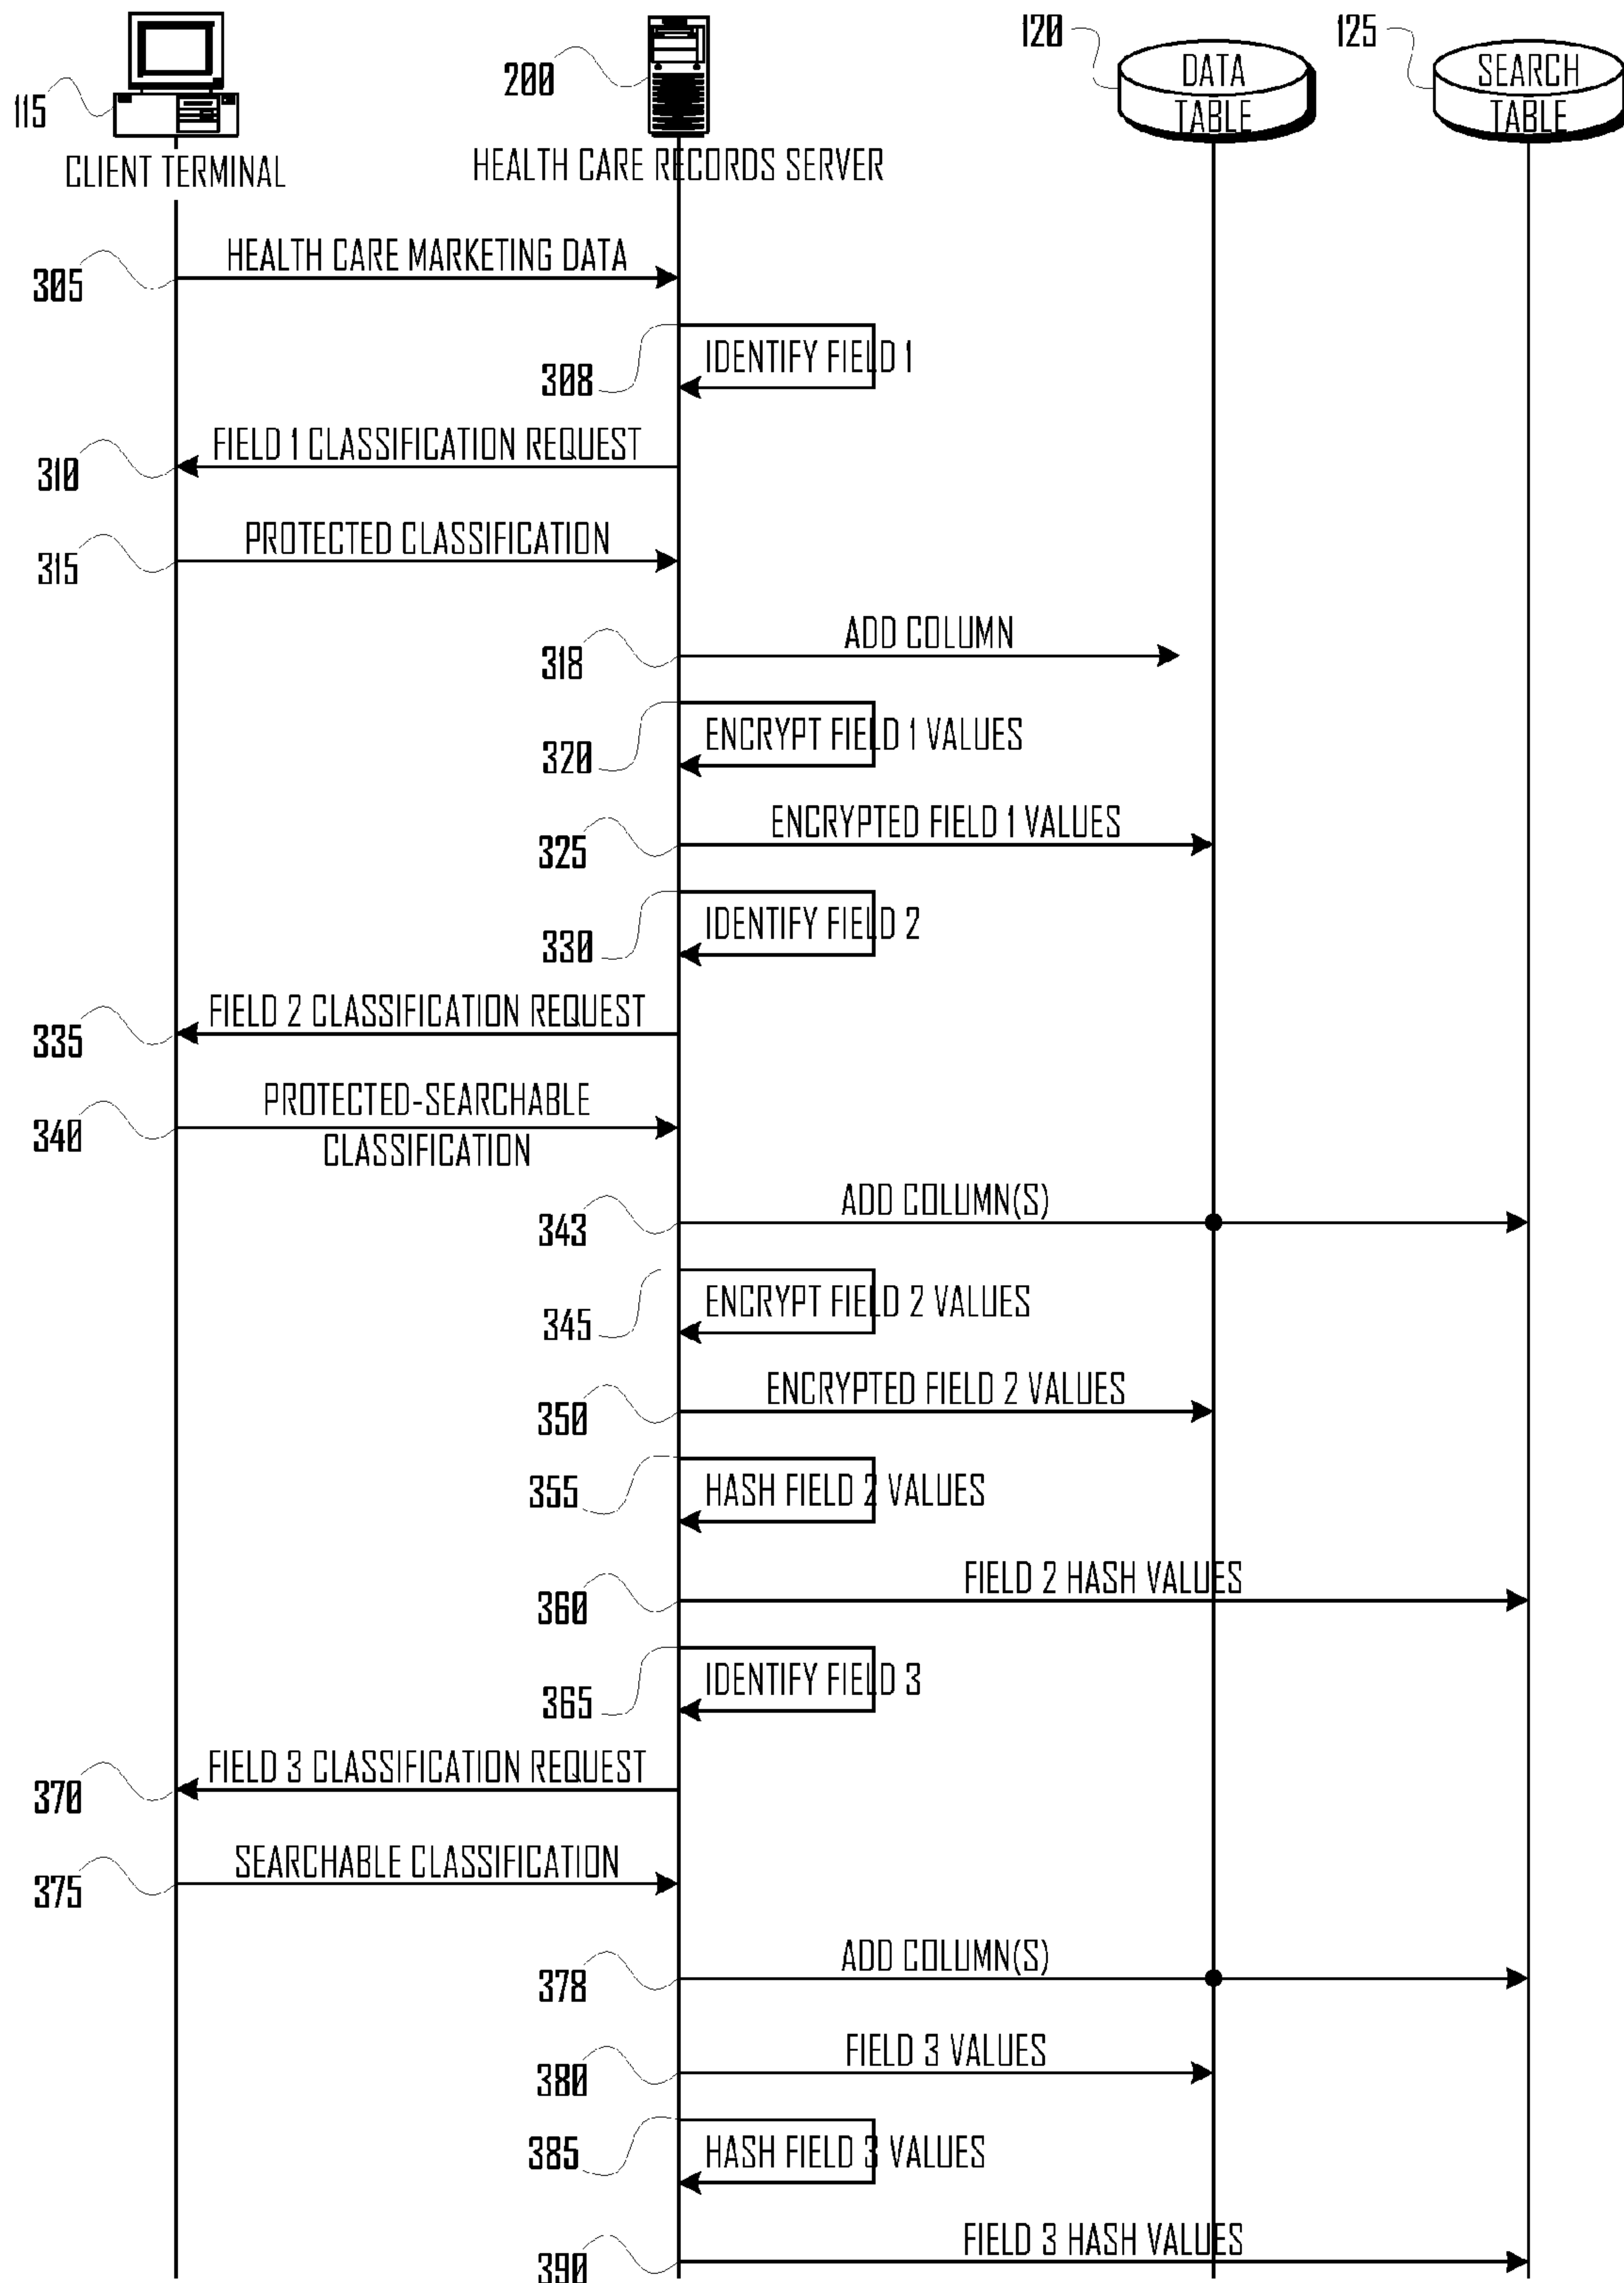 120
125
DATA
TABLE
SEARCH
TABLE
115
200
CLIENT TERMINAL
HEALTH CARE RECORDS SERVER
305
HEALTH CARE MARKETING DATA
308
IDENTIFY FIELD 1
310
FIELD 1 CLASSIFICATION REQUEST
315
PROTECTED CLASSIFICATION
318
ADD COLUMN
320
ENCRYPT FIELD 1 VALUES
325
ENCRYPTED FIELD 1 VALUES
330
IDENTIFY FIELD 2
335
FIELD 2 CLASSIFICATION REQUEST
340
PROTECTED-SEARCHABLE
CLASSIFICATION
343
ADD COLUMN(S)
345
ENCRYPT FIELD 2 VALUES
350
ENCRYPTED FIELD 2 VALUES
355
HASH FIELD 2 VALUES
360
FIELD 2 HASH VALUES
365
IDENTIFY FIELD 3
370
FIELD 3 CLASSIFICATION REQUEST
375
SEARCHABLE CLASSIFICATION
378
ADD COLUMN(S)
380
FIELD 3 VALUES
385
HASH FIELD 3 VALUES
390
FIELD 3 HASH VALUES